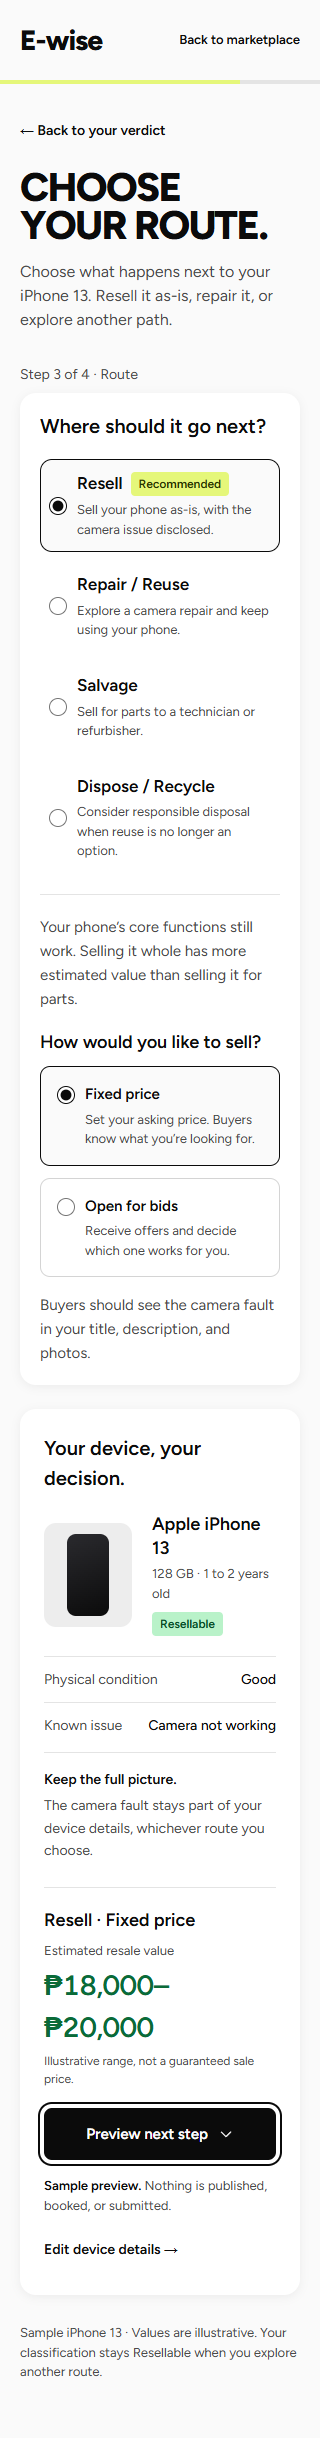 E-wise
Back to marketplace
← Back to your verdict
CHOOSE
YOUR ROUTE.
Choose what happens next to your
iPhone 13. Resell it as-is, repair it, or
explore another path.
Step 3 of 4 · Route
Where should it go next?
Resell Recommended
Sell your phone as-is, with the
camera issue disclosed.
Repair / Reuse
Explore a camera repair and keep
using your phone.
Salvage
Sell for parts to a technician or
refurbisher.
Dispose / Recycle
Consider responsible disposal
when reuse is no longer an
option.
Your phone’s core functions still
work. Selling it whole has more
estimated value than selling it for
parts.
How would you like to sell?
Fixed price
Set your asking price. Buyers
know what you’re looking for.
Open for bids
Receive offers and decide
which one works for you.
Buyers should see the camera fault
in your title, description, and
photos.
Your device, your
decision.
Apple iPhone
13
128 GB · 1 to 2 years
old
Resellable
Physical condition Good
Known issue Camera not working
Keep the full picture.
The camera fault stays part of your
device details, whichever route you
choose.
Resell · Fixed price
Estimated resale value
₱18,000–
₱20,000
Illustrative range, not a guaranteed sale
price.
Preview next step
Sample preview. Nothing is published,
booked, or submitted.
Edit device details →
Sample iPhone 13 · Values are illustrative. Your
classification stays Resellable when you explore
another route.